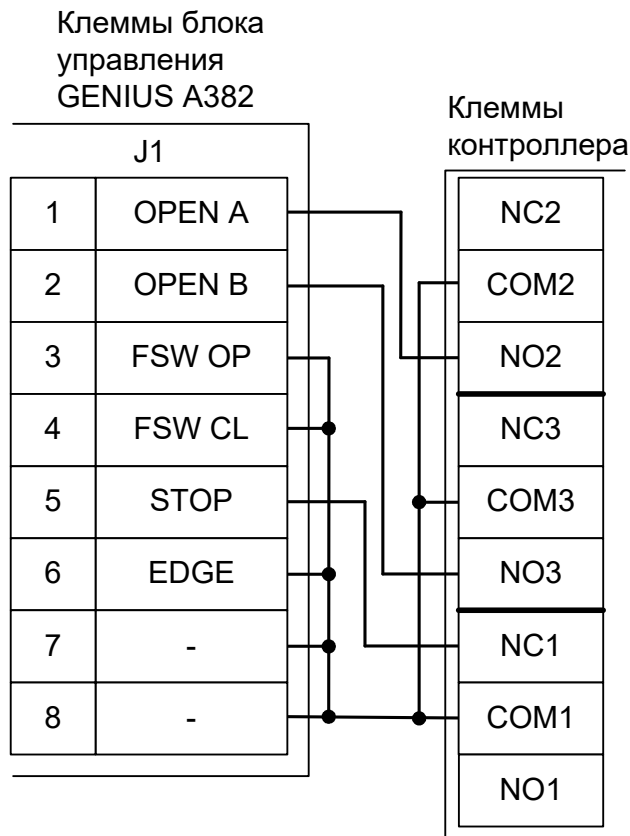 Клеммы блока
управления
GENIUS A382
Клеммы
контроллера
J1
1 OPEN A
2 OPEN B
3 FSW OP
4 FSW CL
5 STOP
6 EDGE
7 -
8 -
NC2
COM2
NO2
NC3
COM3
NO3
NC1
COM1
NO1